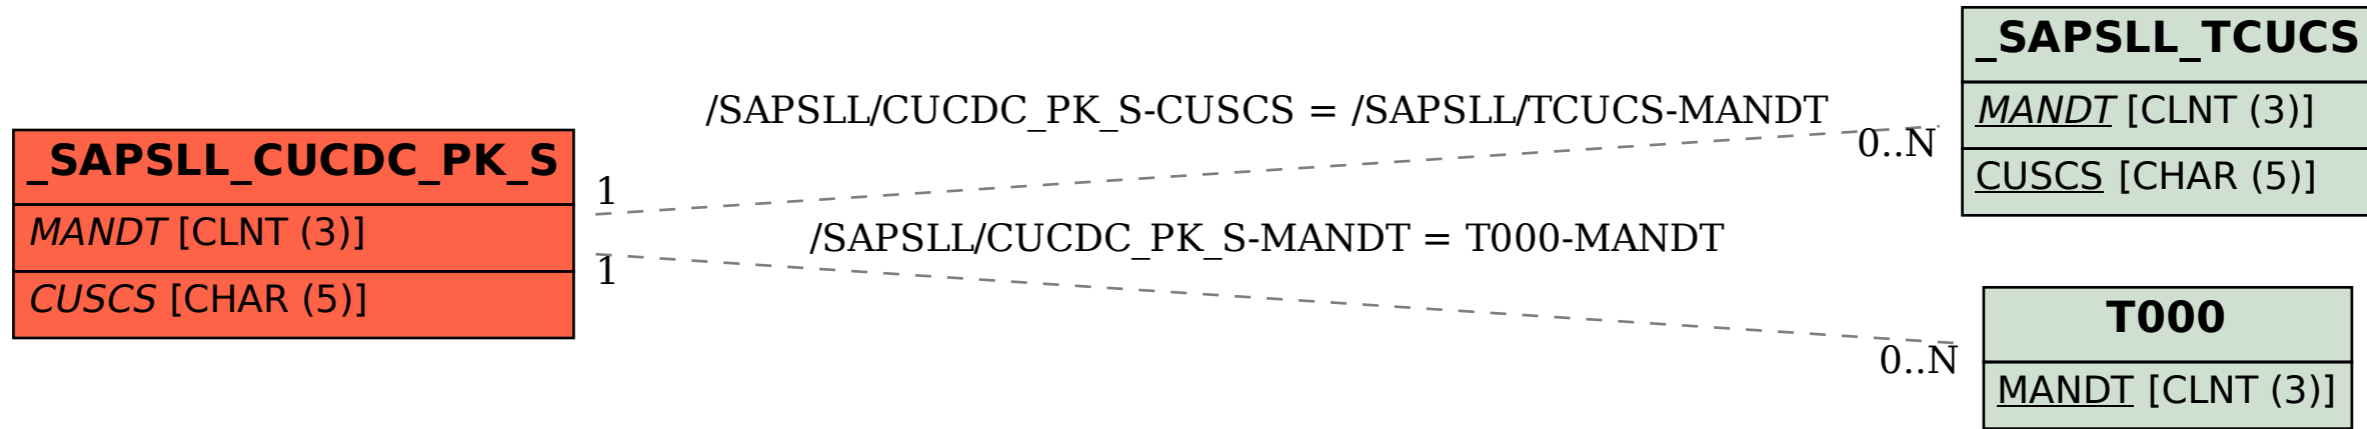 _SAPSLL_CUCDC_PK_S
MANDT [CLNT (3)]
CUSCS [CHAR (5)]
/SAPSLL/CUCDC_PK_S-CUSCS = /SAPSLL/TCUCS-MANDT
1
0..N
/SAPSLL/CUCDC_PK_S-MANDT = T000-MANDT
1
0..N
_SAPSLL_TCUCS
MANDT [CLNT (3)]
CUSCS [CHAR (5)]
T000
MANDT [CLNT (3)]